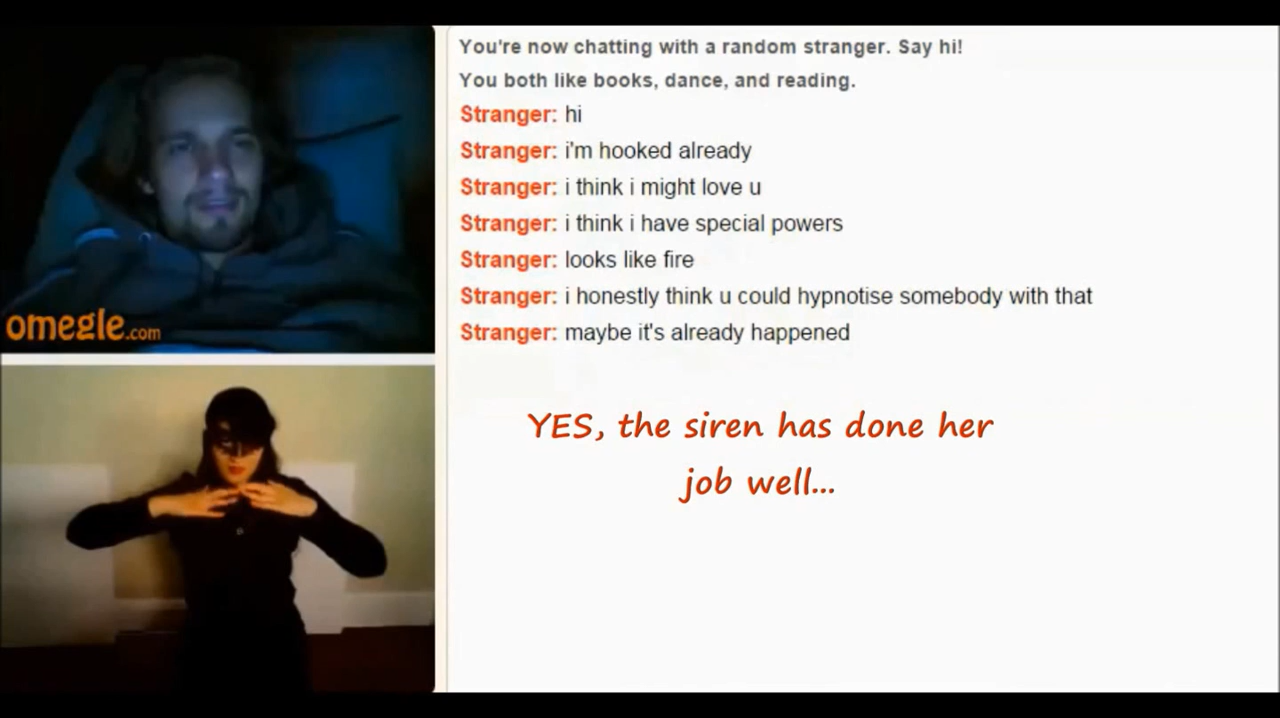 You're now chatting with a random stranger. Say hi!
You both like books, dance, and reading.
Stranger: hi
Stranger: i'm hooked already
Stranger: i think i might love u
Stranger: i think i have special powers
Stranger: looks like fire
Stranger: i honestly think u could hypnotise somebody with that
Stranger: maybe it's already happened
omegle.com
YES, the siren has done her
job well...